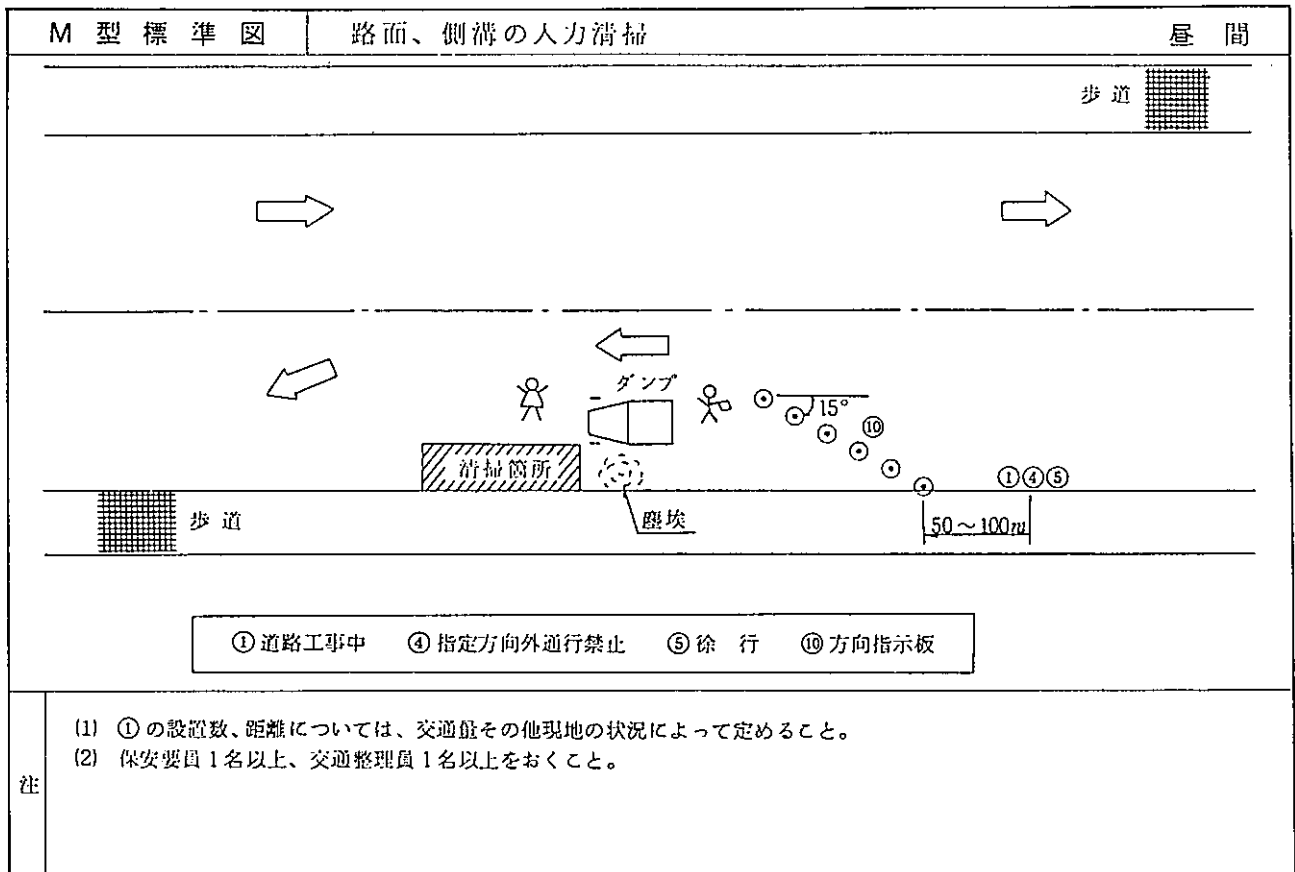 M型標準図 路面、側溝の人力清掃 昼間
歩道
ダンプ
15°
⑩
清掃箇所
①④⑤
歩道
塵埃
50～100m
①道路工事中 ④指定方向外通行禁止 ⑤徐 行 ⑩方向指示板
注
(1) ①の設置数、距離については、交通量その他現地の状況によって定めること。
(2) 保安要員1名以上、交通整理員1名以上をおくこと。